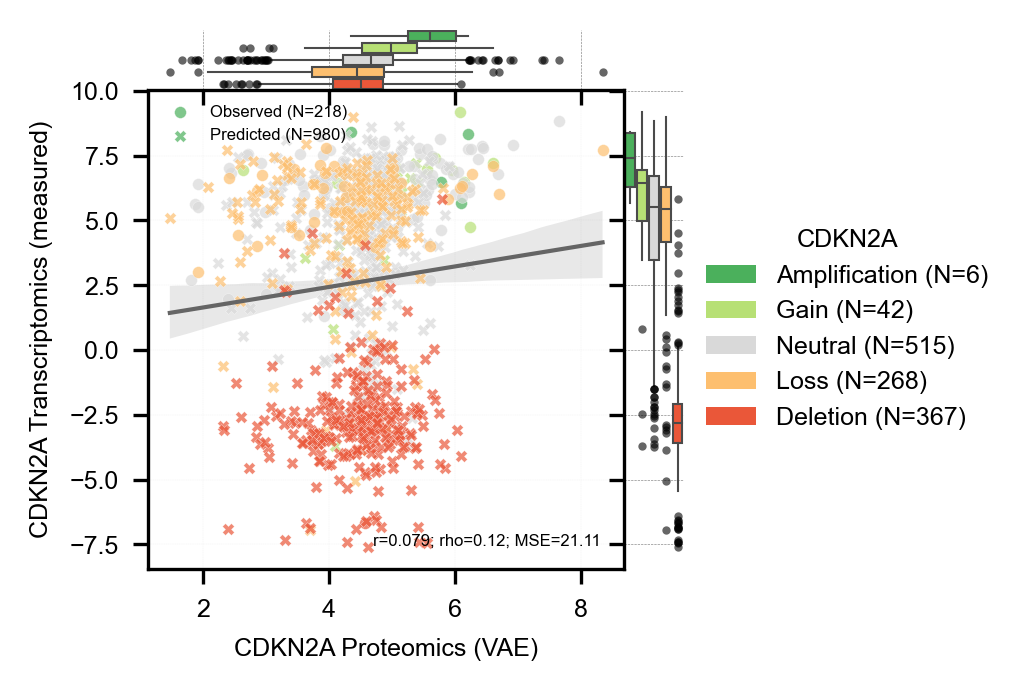 10.0
7.5
5.0
2.5
0.0
−2.5
−5.0
−7.5
CDKN2A Transcriptomics (measured)
Observed (N=218)
Predicted (N=980)
r=0.079; rho=0.12; MSE=21.11
2 4 6 8
CDKN2A Proteomics (VAE)
CDKN2A
Amplification (N=6)
Gain (N=42)
Neutral (N=515)
Loss (N=268)
Deletion (N=367)